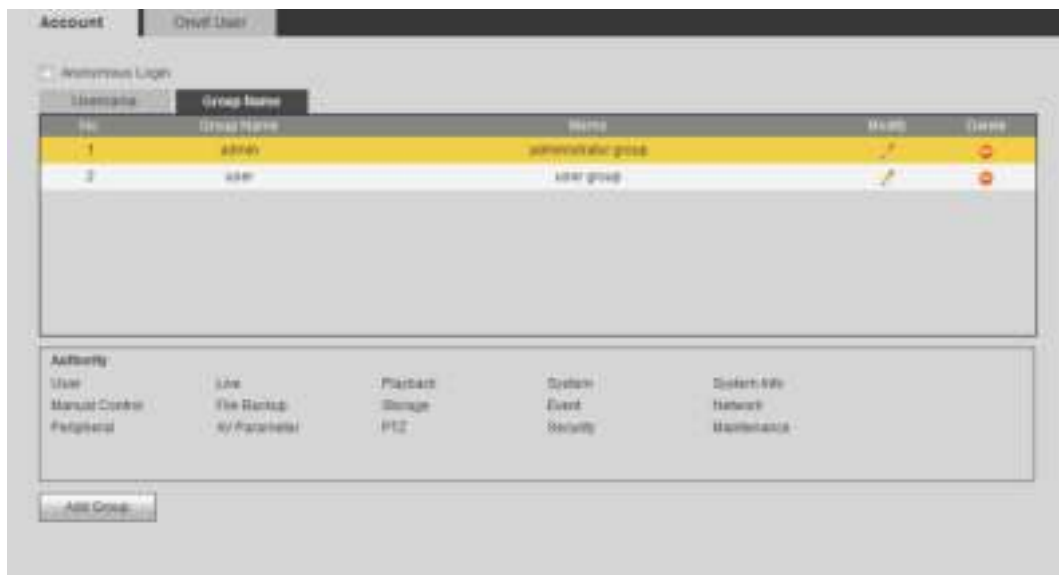 Account Onvif User
Anonymous Login
Username Group Name
No. Group Name Memo Modify Delete
1 admin administrator group
2 user user group
Authority
User Live Playback System System Info
Manual Control File Backup Storage Event Network
Peripheral AV Parameter PTZ Security Maintenance
Add Group